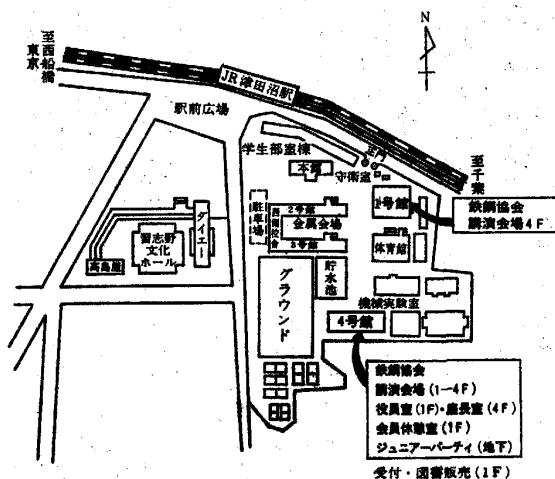 N
至西船橋
東京
JR津田沼駅
駅前広場
至千葉
学生部室棟
正門
本館
守衛室
駐車場
2号館
西補校舎
金属会場
3号館
1号館
鉄鋼協会
講演会場4F
体育館
ダイエー
習志野
文化
ホール
高島屋
グラウンド
貯水池
機械実験室
4号館
鉄鋼協会
講演会場(1-4F)
役員室(1F)・座長室(4F)
会員休憩室(1F)
ジュニアーパーティ(地下)
受付・図書販売(1F)